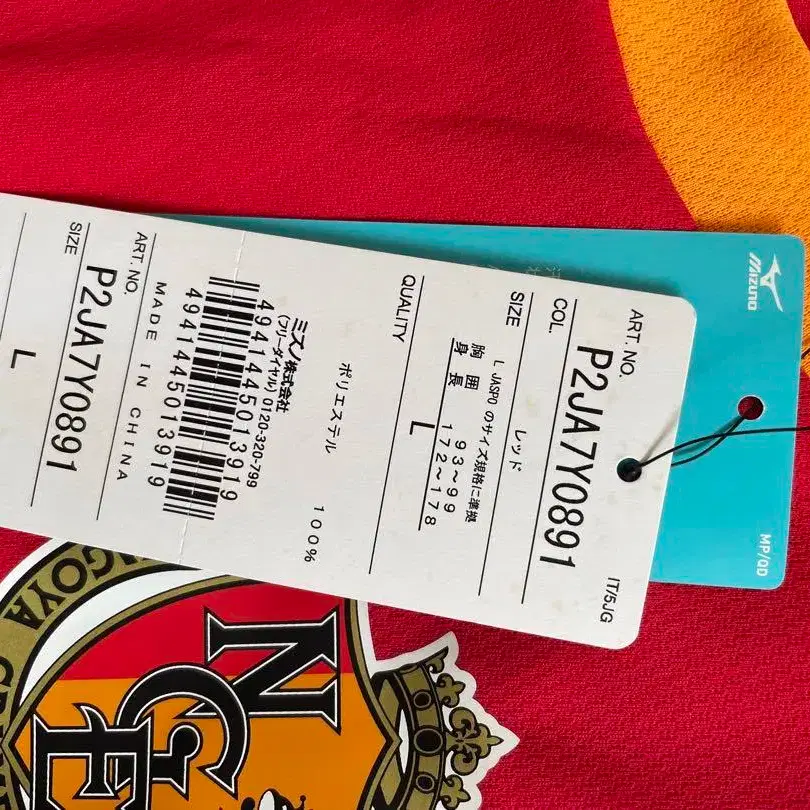 MIZUNO
MP/QD
ART. NO.
IT/5JG
P2JA7Y0891
COL.
レッド
SIZE
L JASPO のサイズ規格に準拠
胸囲 93~99
身長 172~178
L
QUALITY
ポリエステル 100%
ミズノ株式会社
(フリーダイヤル) 0120-320-799
4941445013919
4941445013919
MADE IN CHINA
ART. NO.
P2JA7Y0891
SIZE
L
NAGOYA
NGE